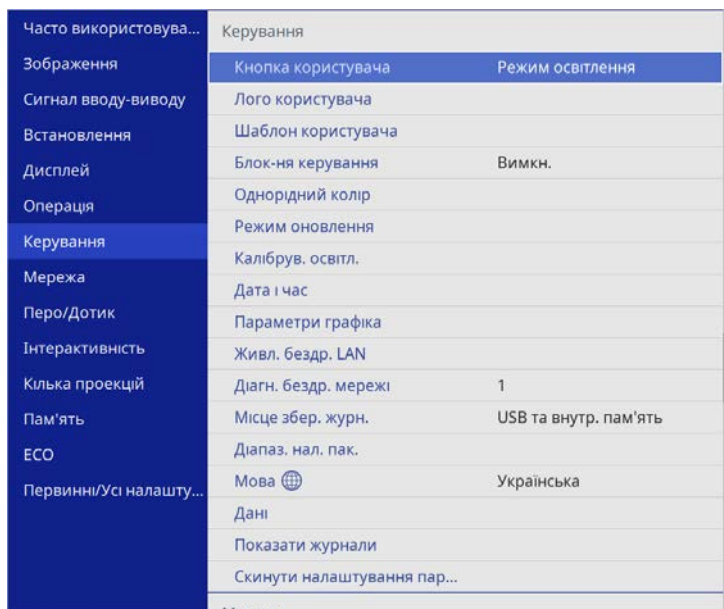 Часто використовува...
Зображення
Сигнал вводу-виводу
Встановлення
Дисплей
Операція
Керування
Мережа
Перо/Дотик
Інтерактивність
Кілька проекцій
Пам'ять
ECO
Первинні/Усі налашту...
Керування
Кнопка користувача Режим освітлення
Лого користувача
Шаблон користувача
Блок-ня керування Вимкн.
Однорідний колір
Режим оновлення
Калібрув. освітл.
Дата і час
Параметри графіка
Живл. бездр. LAN
Діагн. бездр. мережі 1
Місце збер. журн. USB та внутр. пам'ять
Діапаз. нал. пак.
Мова Українська
Дані
Показати журнали
Скинути налаштування пар...